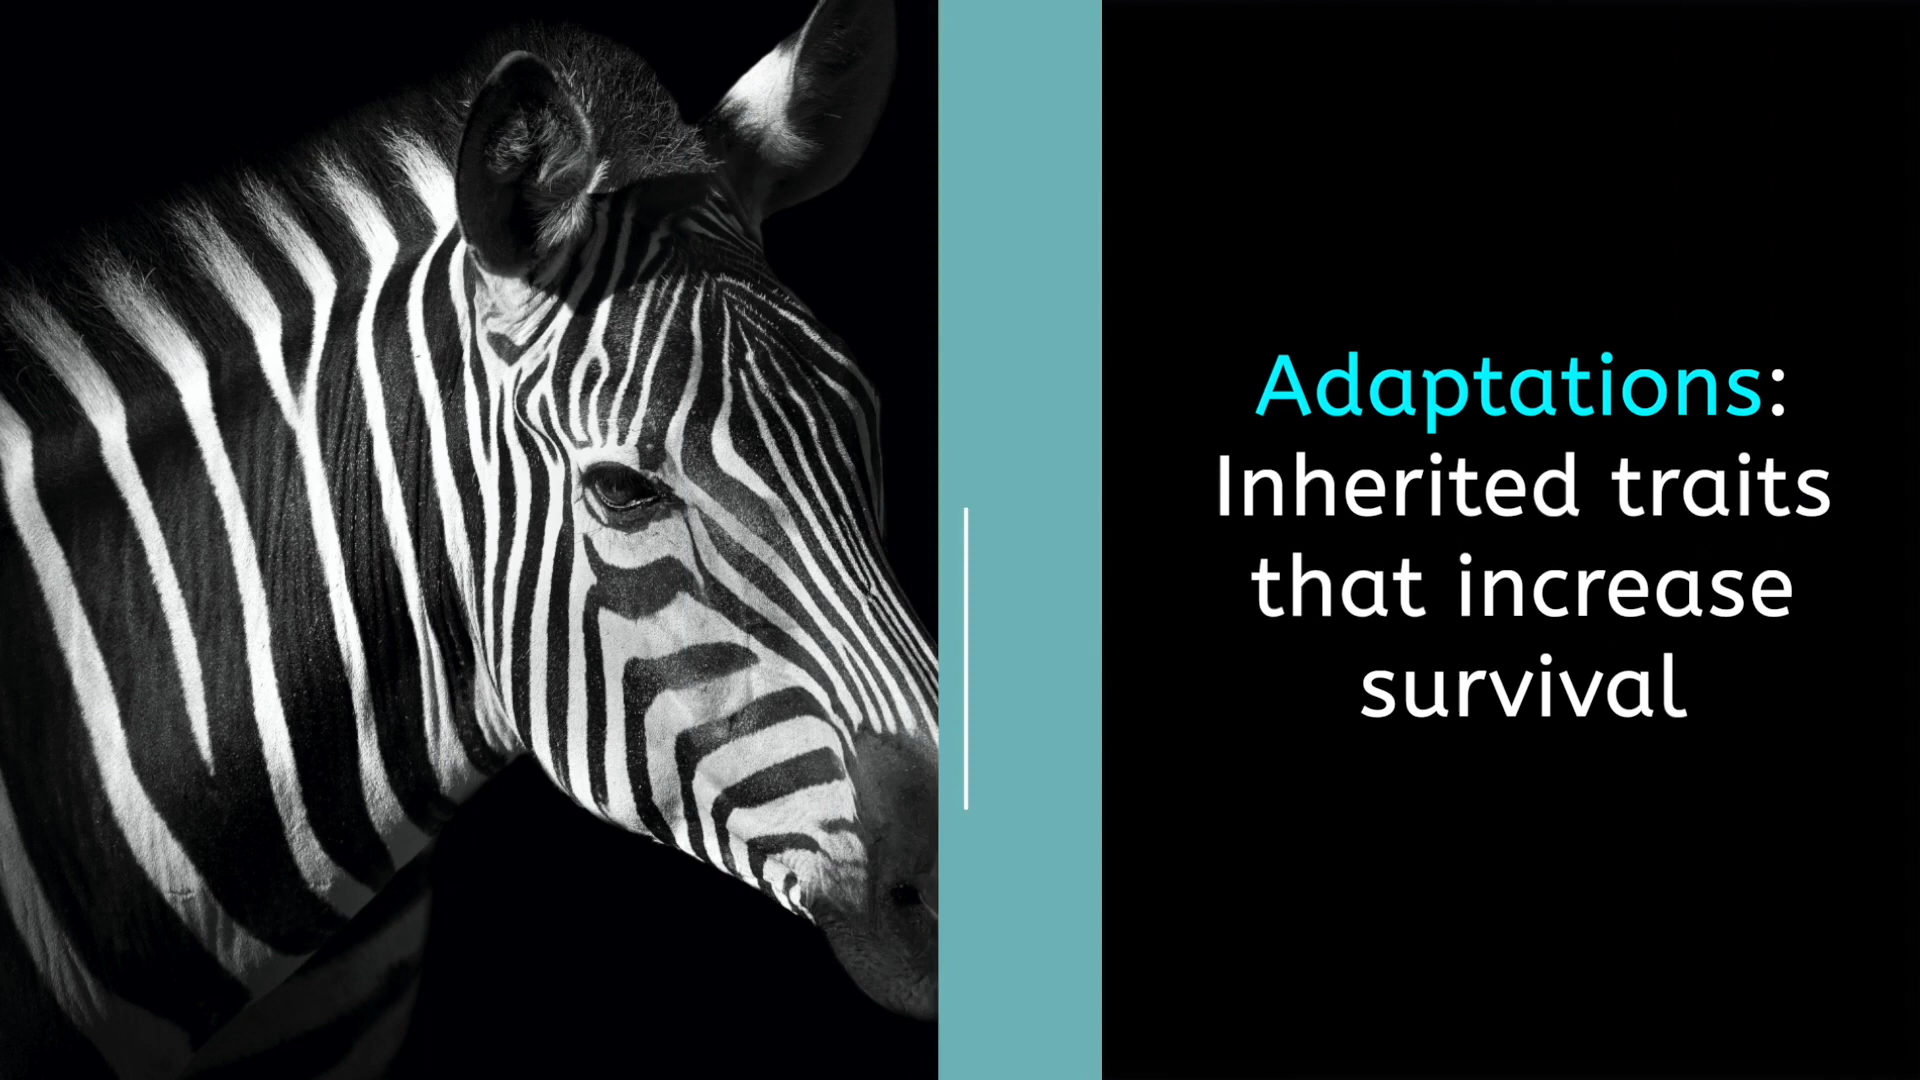 Adaptations:
Inherited traits
that increase
survival